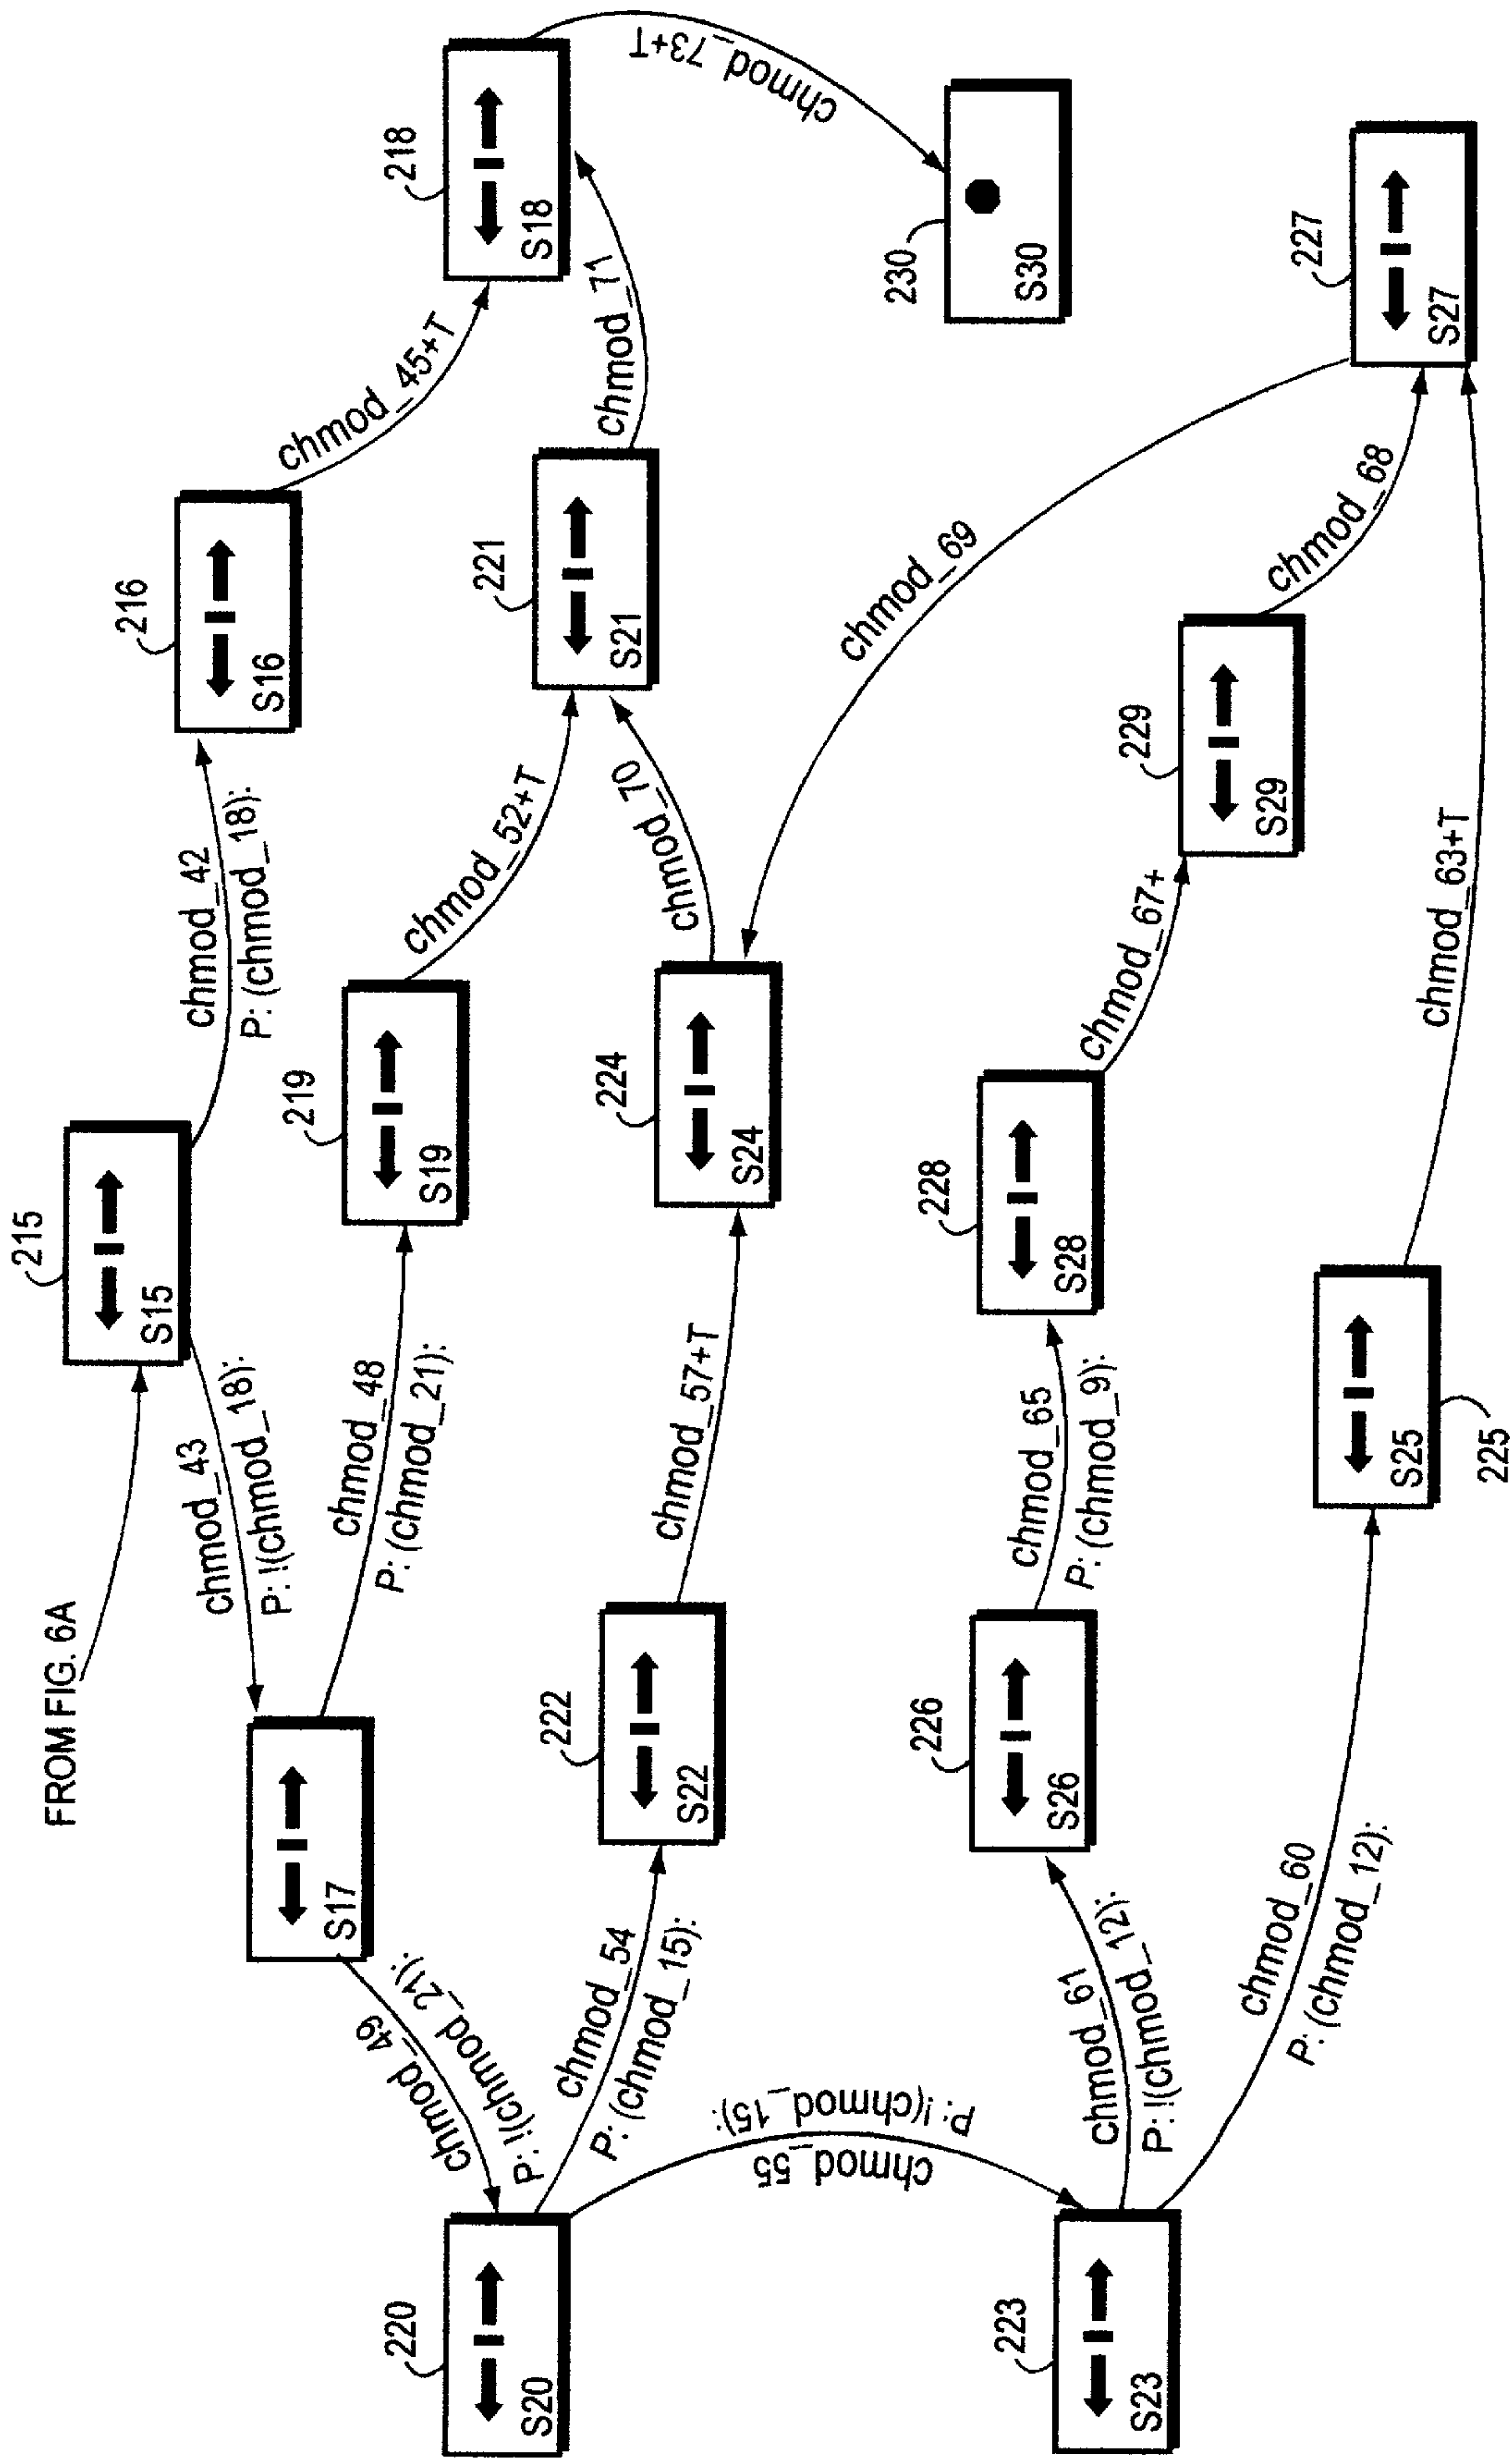 FROM FIG. 6A
215
S15
chmod_42
P: (chmod_18):
216
S16
chmod_45+T
218
S18
chmod_73+T
230
S30
chmod_43
P: !(chmod_18):
S17
chmod_48
P: (chmod_21):
219
S19
chmod_52+T
221
S21
chmod_71
chmod_49
P: !(chmod_21):
220
S20
chmod_54
P: (chmod_15):
222
S22
chmod_57+T
224
S24
chmod_70
chmod_69
chmod_55
P: !(chmod_15):
223
S23
chmod_61
P: !(chmod_12):
226
S26
chmod_65
P: (chmod_9):
228
S28
chmod_67+
229
S29
chmod_68
227
S27
chmod_60
P: (chmod_12):
S25
225
chmod_63+T